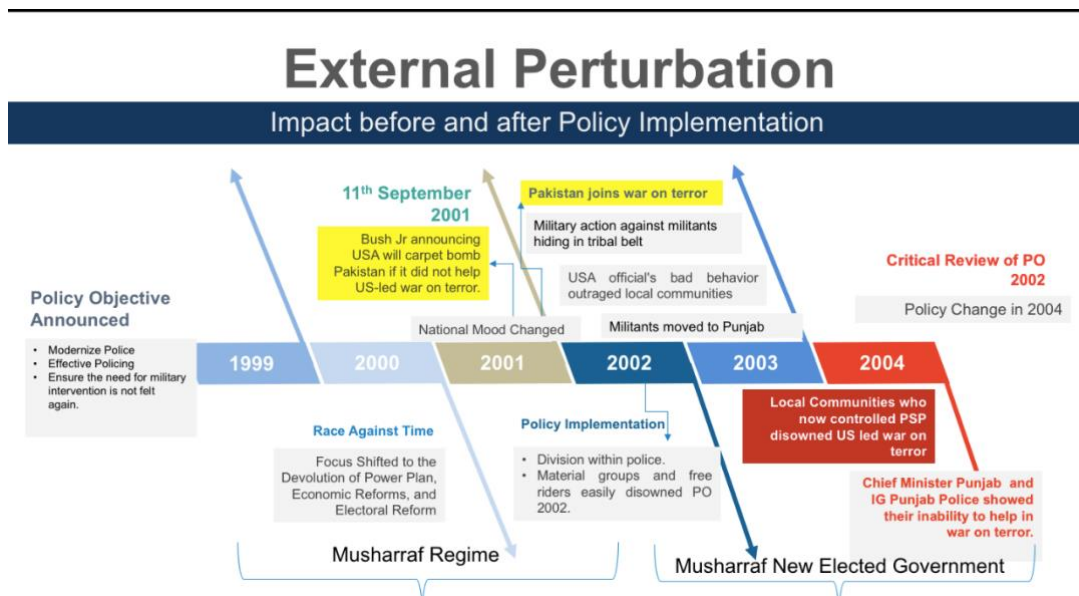 External Perturbation
Impact before and after Policy Implementation
Policy Objective
Announced
• Modernize Police
• Effective Policing
• Ensure the need for military
intervention is not felt
again.
1999
2000
2001
2002
2003
2004
11th September
2001
Bush Jr announcing
USA will carpet bomb
Pakistan if it did not help
US-led war on terror.
National Mood Changed
Pakistan joins war on terror
Military action against militants
hiding in tribal belt
USA official's bad behavior
outraged local communities
Militants moved to Punjab
Critical Review of PO
2002
Policy Change in 2004
Race Against Time
Focus Shifted to the
Devolution of Power Plan,
Economic Reforms, and
Electoral Reform
Policy Implementation
• Division within police.
• Material groups and free
riders easily disowned PO
2002.
Local Communities who
now controlled PSP
disowned US led war on
terror
Chief Minister Punjab and
IG Punjab Police showed
their inability to help in
war on terror.
Musharraf Regime
Musharraf New Elected Government